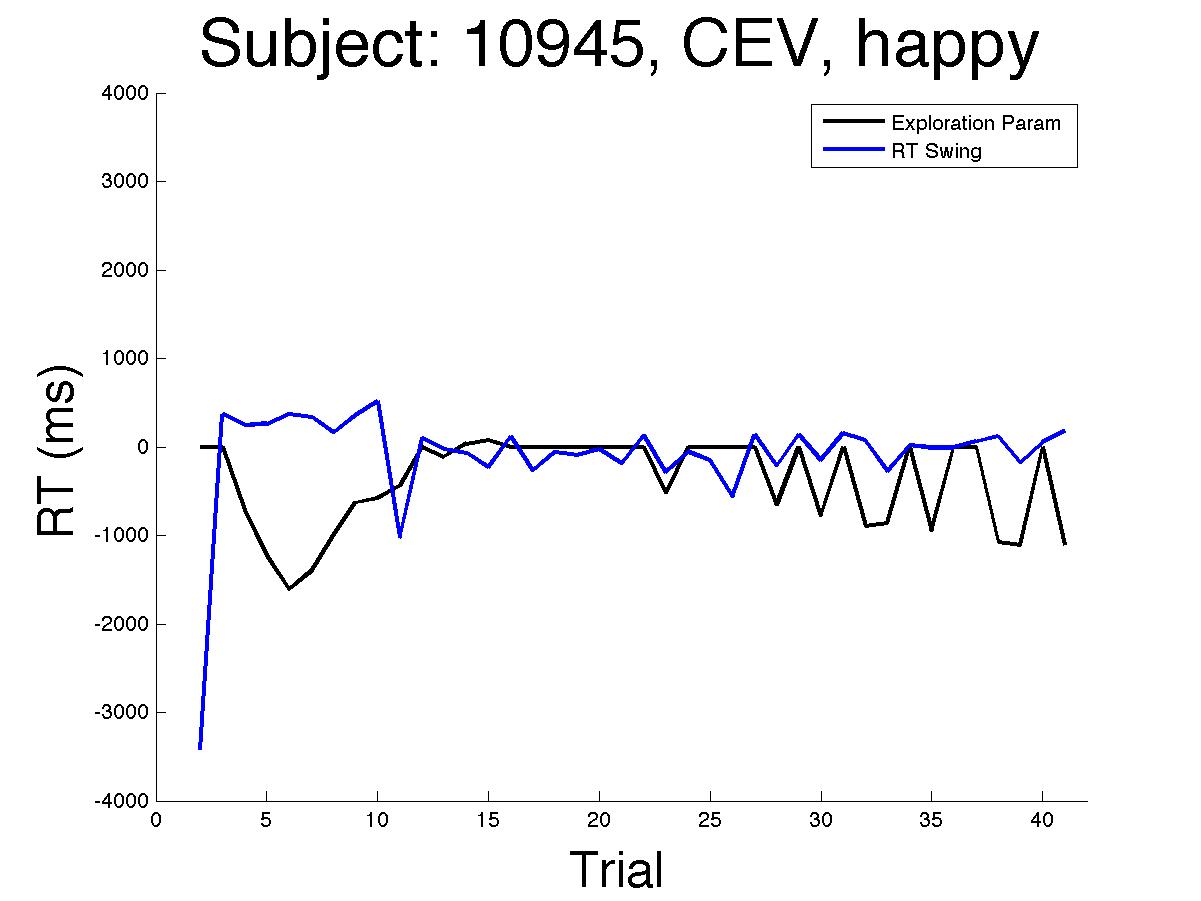 Subject: 10945, CEV, happy
Exploration Param
RT Swing
4000
3000
2000
1000
0
-1000
-2000
-3000
-4000
RT (ms)
0 5 10 15 20 25 30 35 40
Trial